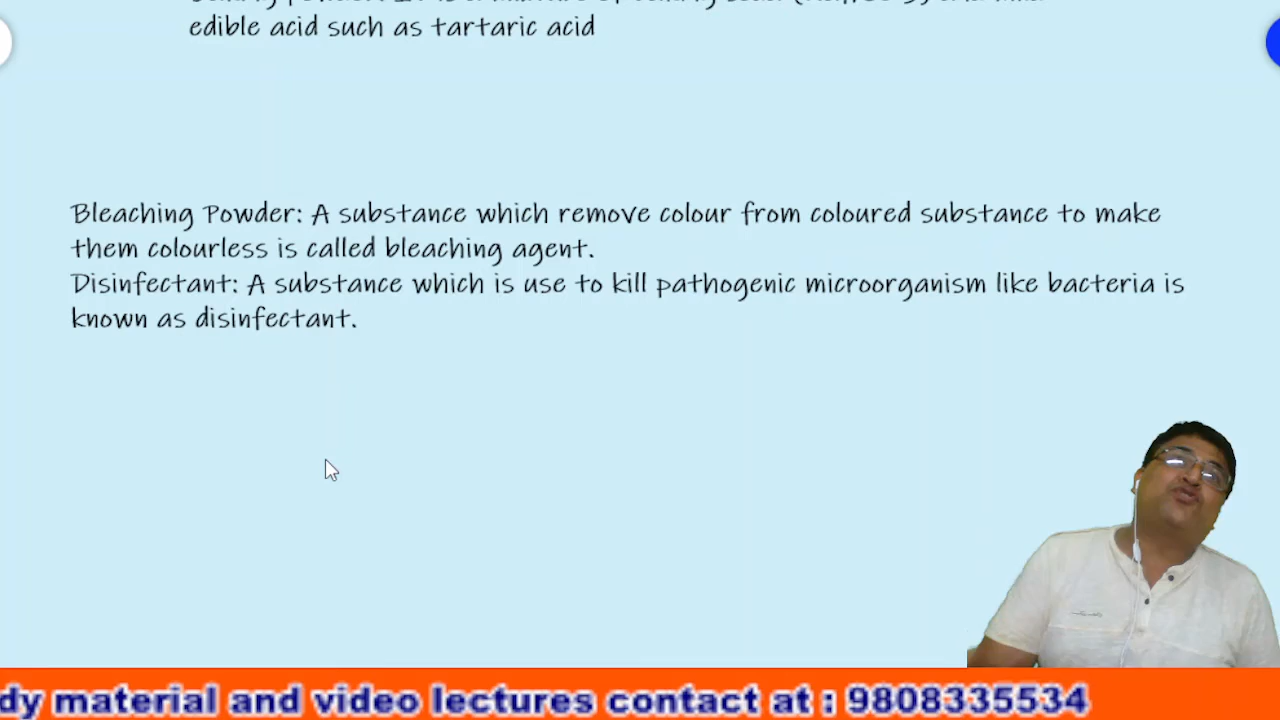 edible acid such as tartaric acid
Bleaching Powder: A substance which remove colour from coloured substance to make
them colourless is called bleaching agent.
Disinfectant: A substance which is use to kill pathogenic microorganism like bacteria is
known as disinfectant.
dy material and video lectures contact at : 9808335534